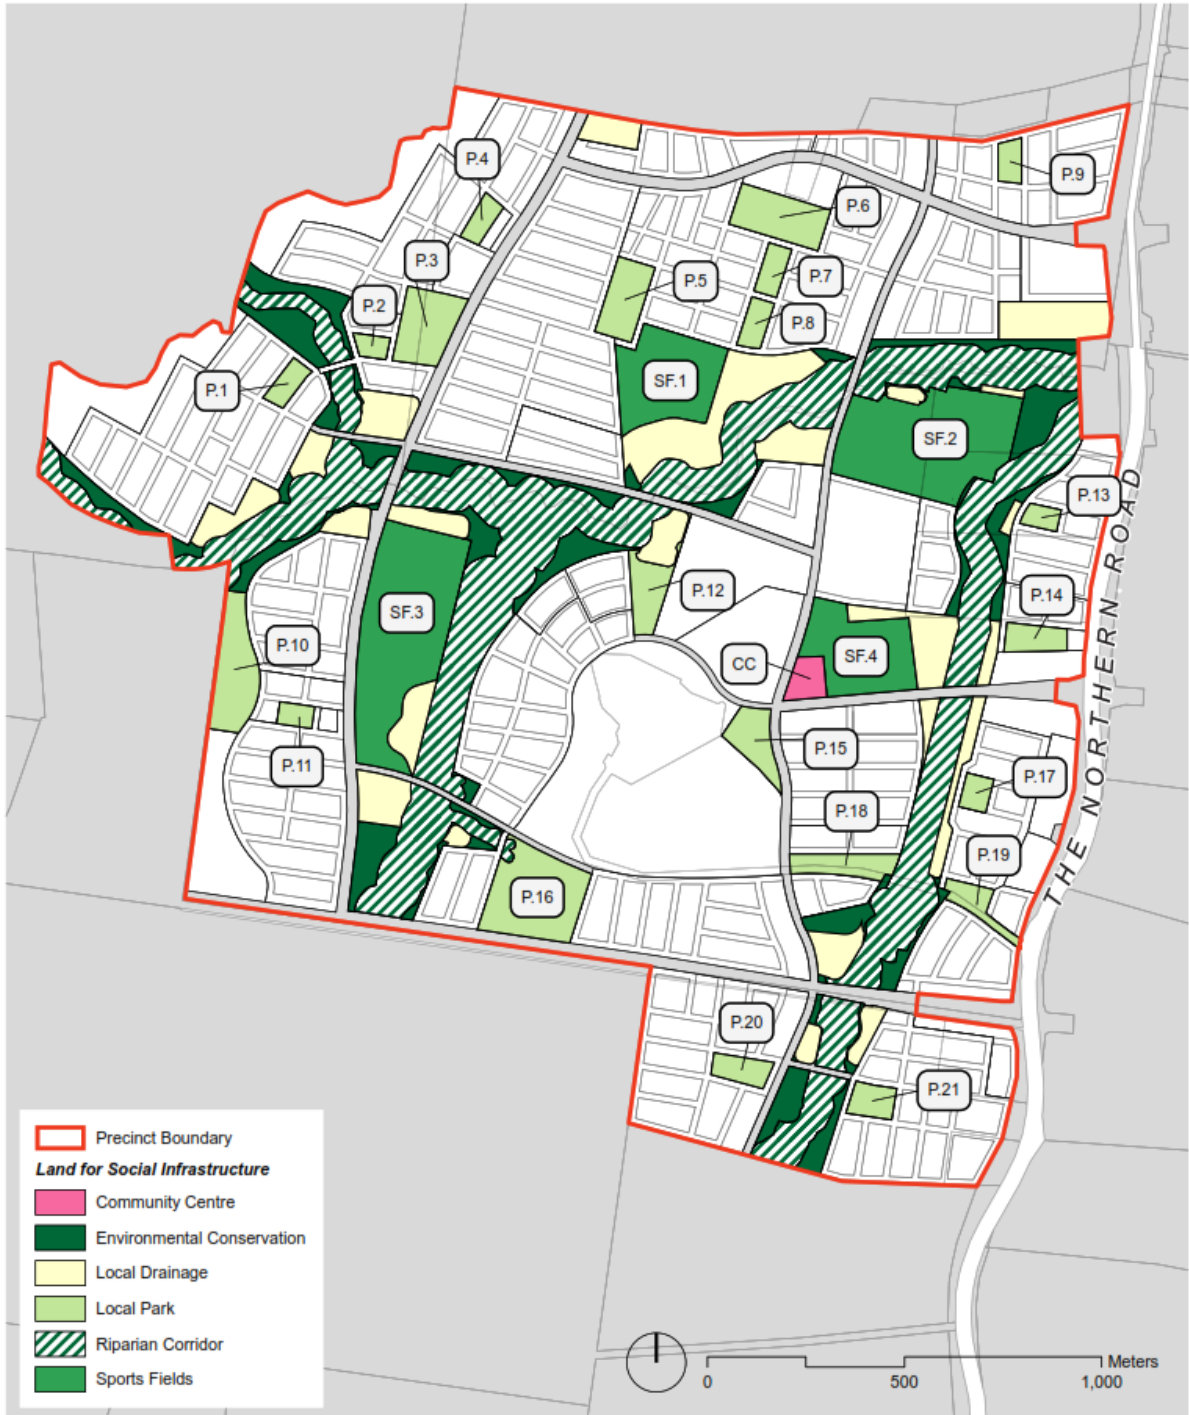 P.4
P.9
P.6
P.3
P.7
P.5
P.2
P.8
P.1
SF.1
SF.2
P.13
THE NORTHERN ROAD
P.12
P.14
SF.3
P.10
SF.4
CC
P.15
P.11
P.17
P.18
P.19
P.16
P.20
P.21
Precinct Boundary
Land for Social Infrastructure
Community Centre
Environmental Conservation
Local Drainage
Local Park
Riparian Corridor
Sports Fields
Meters
0 500 1,000